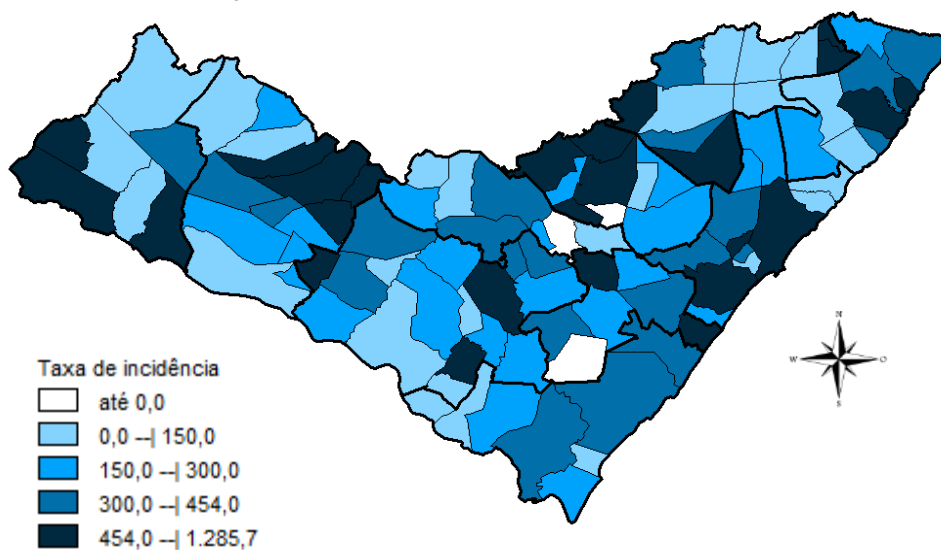 N
W
O
S
Taxa de incidência
até 0,0
0,0 --| 150,0
150,0 --| 300,0
300,0 --| 454,0
454,0 --| 1.285,7